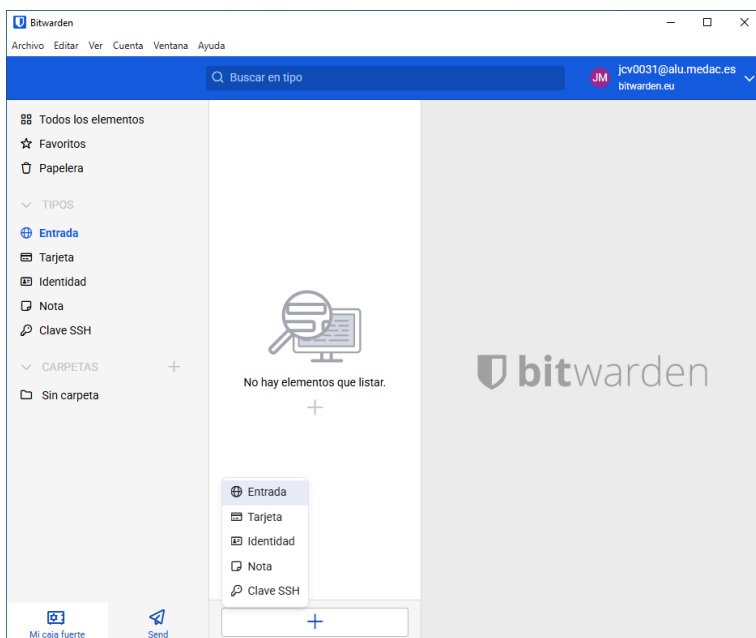 Bitwarden
Archivo Editar Ver Cuenta Ventana Ayuda
Buscar en tipo
JM
jcv0031@alu.medac.es
bitwarden.eu
Todos los elementos
Favoritos
Papelera
TIPOS
Entrada
Tarjeta
Identidad
Nota
Clave SSH
CARPETAS
Sin carpeta
No hay elementos que listar.
bitwarden
Entrada
Tarjeta
Identidad
Nota
Clave SSH
Mi caja fuerte
Send